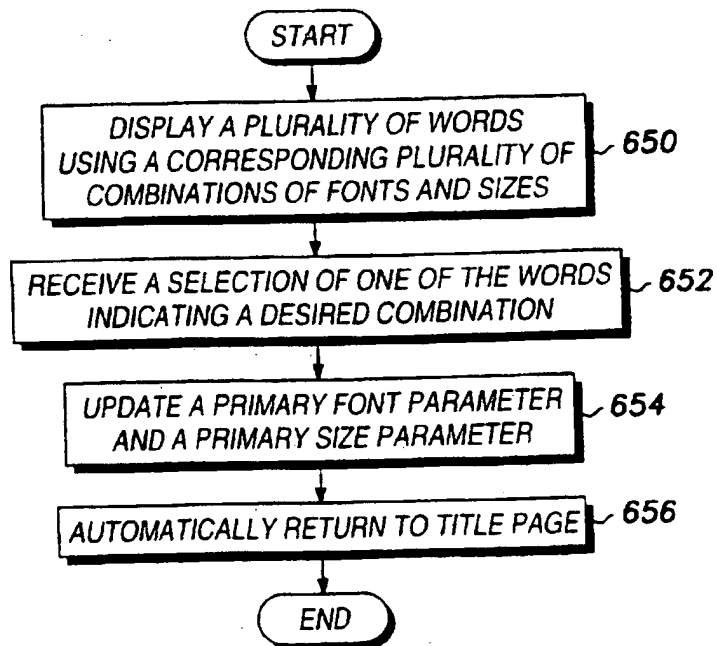 START
DISPLAY A PLURALITY OF WORDS
USING A CORRESPONDING PLURALITY OF
COMBINATIONS OF FONTS AND SIZES
650
RECEIVE A SELECTION OF ONE OF THE WORDS
INDICATING A DESIRED COMBINATION
652
UPDATE A PRIMARY FONT PARAMETER
AND A PRIMARY SIZE PARAMETER
654
AUTOMATICALLY RETURN TO TITLE PAGE
656
END